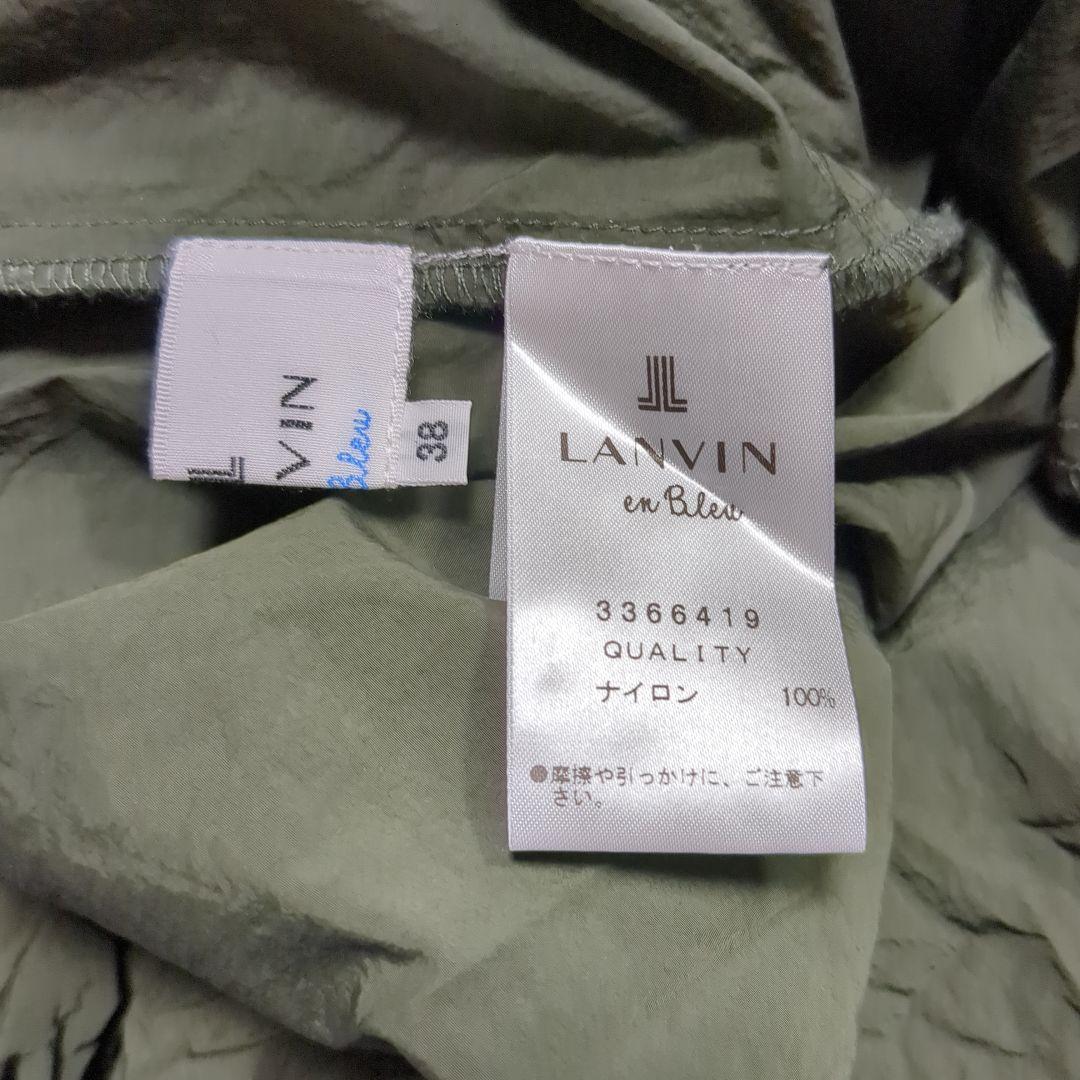 L
VIN
Bleu
38
LANVIN
en Bleu
3366419
QUALITY
ナイロン 100%
●摩擦や引っかけに、ご注意下
さい。